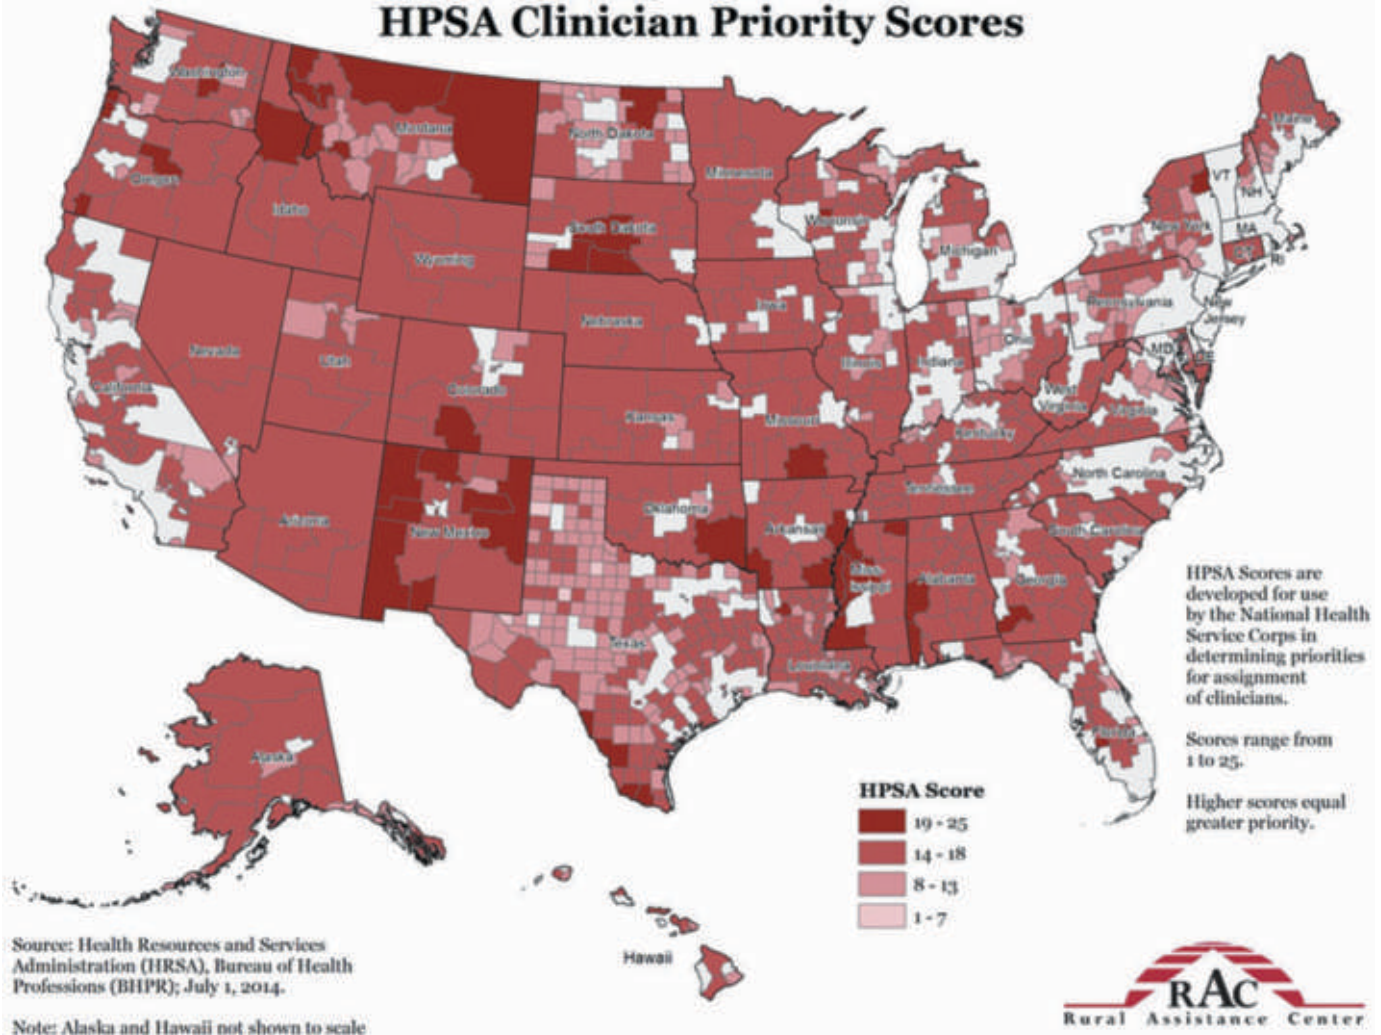 HPSA Clinician Priority Scores
Washington
Montana
North Dakota
Minnesota
Maine
Oregon
Idaho
South Dakota
Wisconsin
Michigan
New York
VT
NH
MA
CT
RI
Wyoming
Iowa
Pennsylvania
New
Jersey
Nebraska
Nevada
Utah
Colorado
California
Kansas
Missouri
Illinois
Indiana
Ohio
West
Virginia
Virginia
MD
DE
Kentucky
North Carolina
Tennessee
South Carolina
Arizona
New Mexico
Oklahoma
Arkansas
Miss-
issippi
Alabama
Georgia
Texas
Louisiana
Florida
Alaska
Hawaii
HPSA Scores are
developed for use
by the National Health
Service Corps in
determining priorities
for assignment
of clinicians.
Scores range from
1 to 25.
Higher scores equal
greater priority.
HPSA Score
19 - 25
14 - 18
8 - 13
1 - 7
Source: Health Resources and Services
Administration (HRSA), Bureau of Health
Professions (BHPR); July 1, 2014.
Note: Alaska and Hawaii not shown to scale
RAC
Rural Assistance Center